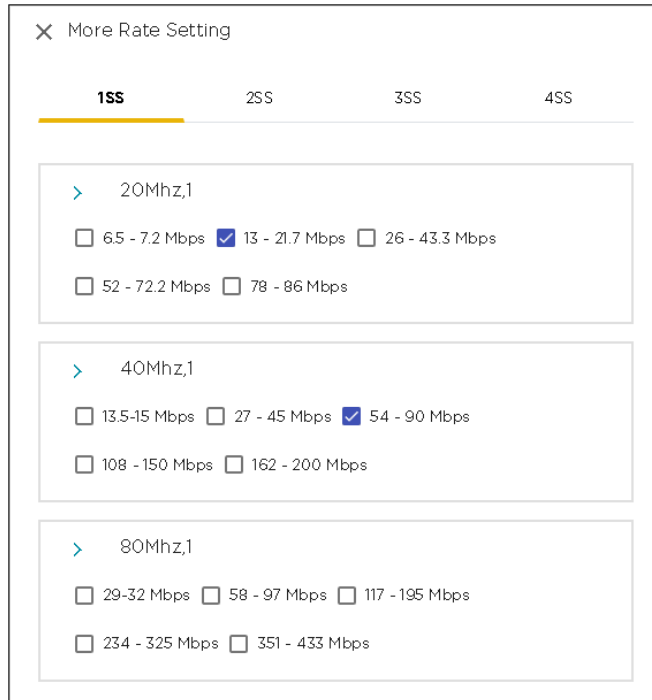 More Rate Setting
1SS 2SS 3SS 4SS
20Mhz,1
6.5 - 7.2 Mbps 13 - 21.7 Mbps 26 - 43.3 Mbps
52 - 72.2 Mbps 78 - 86 Mbps
40Mhz,1
13.5-15 Mbps 27 - 45 Mbps 54 - 90 Mbps
108 - 150 Mbps 162 - 200 Mbps
80Mhz,1
29-32 Mbps 58 - 97 Mbps 117 - 195 Mbps
234 - 325 Mbps 351 - 433 Mbps